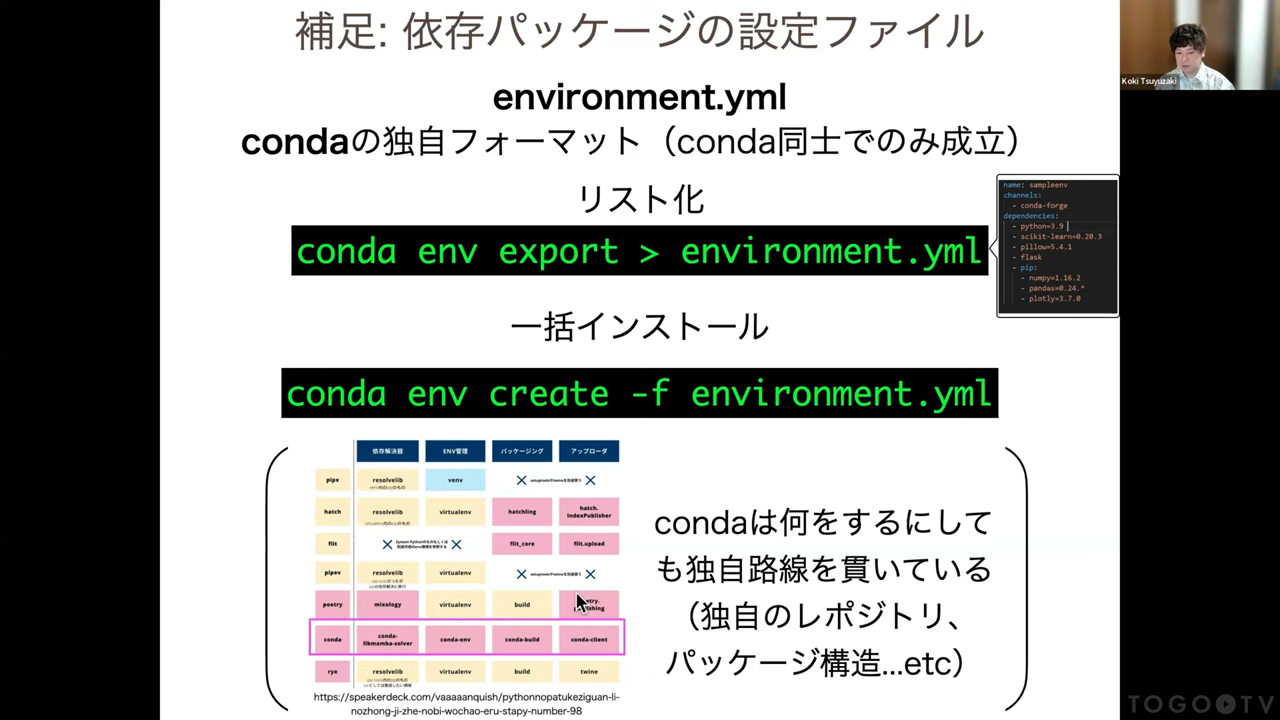 補足: 依存パッケージの設定ファイル
Koki Tsuyuzaki
environment.yml
condaの独自フォーマット（conda同士でのみ成立）
リスト化
conda env export > environment.yml
name: sampleenv
channels:
- conda-forge
dependencies:
- python=3.9
- scikit-learn=0.20.3
- pillow=5.4.1
- flask
- pip:
- numpy=1.16.2
- pandas=0.24.*
- plotly=3.7.0
一括インストール
conda env create -f environment.yml
依存解決器 ENV管理 パッケージング アップローダ
pipx resolvelib venv
hatch resolvelib virtualenv hatchling hatch.IndexPublisher
flit flit_core flit.upload
pipev resolvelib virtualenv
poetry mixology virtualenv build
conda conda-libmamba-solver conda-env conda-build conda-client
rye resolvelib virtualenv build twine
https://speakerdeck.com/vaaaaanquish/pythonnopatukeziguan-li-
nozhong-ji-zhe-nobi-wochao-eru-stapy-number-98
condaは何をするにして
も独自路線を貫いている
（独自のレポジトリ、
パッケージ構造...etc）
TOGO TV